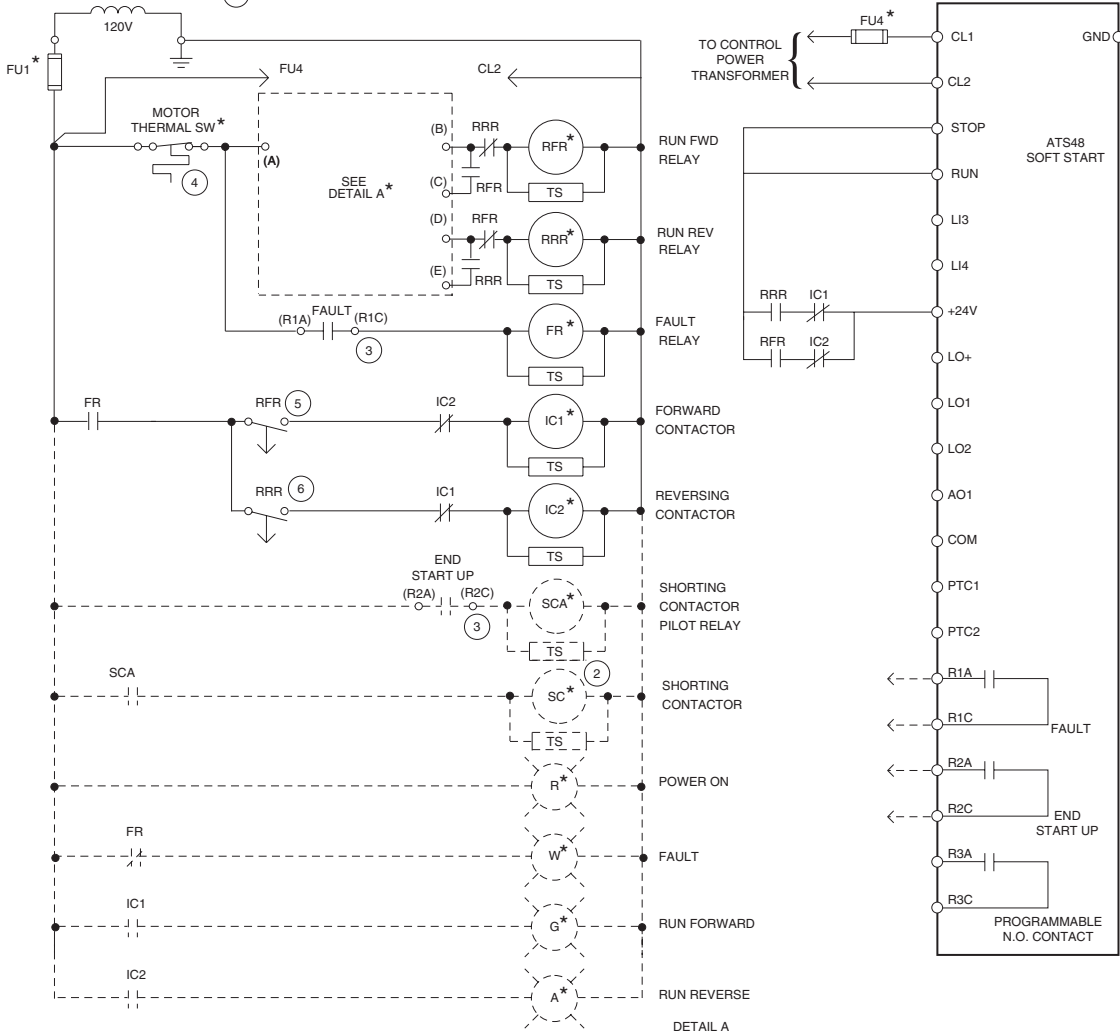 120V
FU1*
FU4
CL2
MOTOR
THERMAL SW*
4
(A)
SEE
DETAIL A*
(B)
RRR
RFR*
RUN FWD
RELAY
(C)
RFR
TS
(D)
RFR
RRR*
RUN REV
RELAY
(E)
RRR
TS
(R1A)
FAULT
(R1C)
3
FR*
FAULT
RELAY
TS
FR
RFR
5
IC2
IC1*
FORWARD
CONTACTOR
TS
RRR
6
IC1
IC2*
REVERSING
CONTACTOR
TS
END
START UP
(R2A)
(R2C)
3
SCA*
SHORTING
CONTACTOR
PILOT RELAY
TS
SCA
2
SC*
SHORTING
CONTACTOR
TS
R*
POWER ON
FR
W*
FAULT
IC1
G*
RUN FORWARD
IC2
A*
RUN REVERSE
DETAIL A
TO CONTROL
POWER
TRANSFORMER
FU4*
CL1
GND
CL2
STOP
ATS48
SOFT START
RUN
LI3
LI4
RRR
IC1
+24V
RFR
IC2
LO+
LO1
LO2
AO1
COM
PTC1
PTC2
R1A
R1C
FAULT
R2A
R2C
END
START UP
R3A
R3C
PROGRAMMABLE
N.O. CONTACT